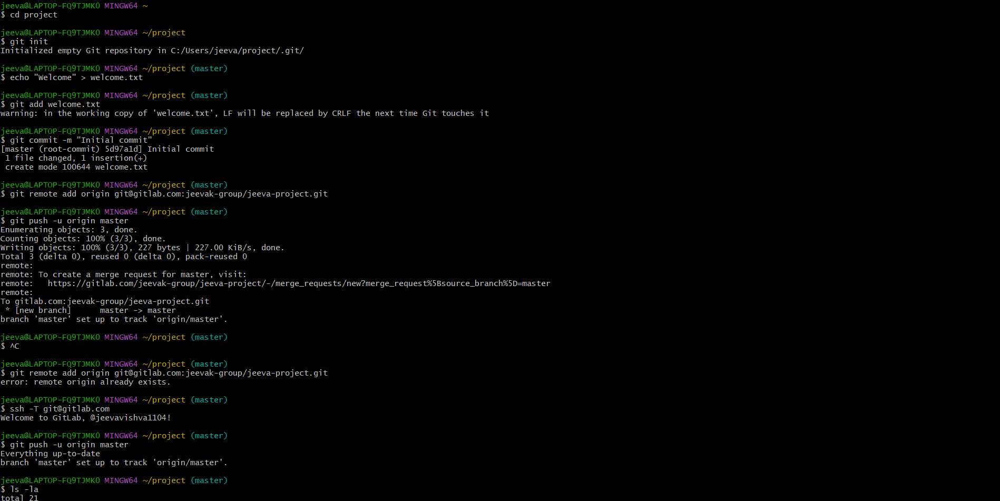 jeeva@LAPTOP-FQ9TJMKO MINGW64 ~
$ cd project
jeeva@LAPTOP-FQ9TJMKO MINGW64 ~/project
$ git init
Initialized empty Git repository in C:/Users/jeeva/project/.git/
jeeva@LAPTOP-FQ9TJMKO MINGW64 ~/project (master)
$ echo "Welcome" > welcome.txt
jeeva@LAPTOP-FQ9TJMKO MINGW64 ~/project (master)
$ git add welcome.txt
warning: in the working copy of 'welcome.txt', LF will be replaced by CRLF the next time Git touches it
jeeva@LAPTOP-FQ9TJMKO MINGW64 ~/project (master)
$ git commit -m "Initial commit"
[master (root-commit) 5d97a1d] Initial commit
 1 file changed, 1 insertion(+)
 create mode 100644 welcome.txt
jeeva@LAPTOP-FQ9TJMKO MINGW64 ~/project (master)
$ git remote add origin git@gitlab.com:jeevak-group/jeeva-project.git
jeeva@LAPTOP-FQ9TJMKO MINGW64 ~/project (master)
$ git push -u origin master
Enumerating objects: 3, done.
Counting objects: 100% (3/3), done.
Writing objects: 100% (3/3), 227 bytes | 227.00 KiB/s, done.
Total 3 (delta 0), reused 0 (delta 0), pack-reused 0
remote:
remote: To create a merge request for master, visit:
remote:   https://gitlab.com/jeevak-group/jeeva-project/-/merge_requests/new?merge_request%5Bsource_branch%5D=master
remote:
To gitlab.com:jeevak-group/jeeva-project.git
 * [new branch]      master -> master
branch 'master' set up to track 'origin/master'.
jeeva@LAPTOP-FQ9TJMKO MINGW64 ~/project (master)
$ ^C
jeeva@LAPTOP-FQ9TJMKO MINGW64 ~/project (master)
$ git remote add origin git@gitlab.com:jeevak-group/jeeva-project.git
error: remote origin already exists.
jeeva@LAPTOP-FQ9TJMKO MINGW64 ~/project (master)
$ ssh -T git@gitlab.com
Welcome to GitLab, @jeevavishva1104!
jeeva@LAPTOP-FQ9TJMKO MINGW64 ~/project (master)
$ git push -u origin master
Everything up-to-date
branch 'master' set up to track 'origin/master'.
jeeva@LAPTOP-FQ9TJMKO MINGW64 ~/project (master)
$ ls -la
total 21